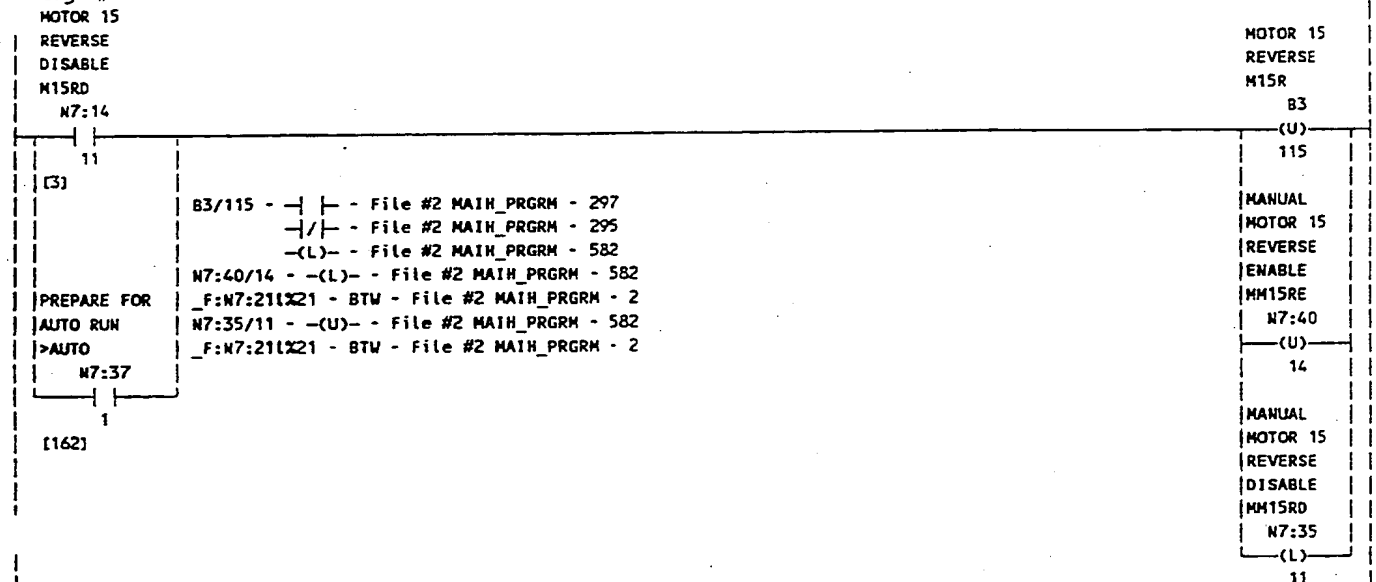 MOTOR 15
REVERSE
DISABLE
M15RD
N7:14
11
[3]
PREPARE FOR
AUTO RUN
>AUTO
N7:37
1
[162]
B3/115 - —| |— - File #2 MAIN_PRGRM - 297
—|/|— - File #2 MAIN_PRGRM - 295
—(L)— - File #2 MAIN_PRGRM - 582
N7:40/14 - —(L)— - File #2 MAIN_PRGRM - 582
_F:N7:211%21 - BTW - File #2 MAIN_PRGRM - 2
N7:35/11 - —(U)— - File #2 MAIN_PRGRM - 582
_F:N7:211%21 - BTW - File #2 MAIN_PRGRM - 2
MOTOR 15
REVERSE
M15R
B3
(U)
115
MANUAL
MOTOR 15
REVERSE
ENABLE
MM15RE
N7:40
(U)
14
MANUAL
MOTOR 15
REVERSE
DISABLE
MM15RD
N7:35
(L)
11